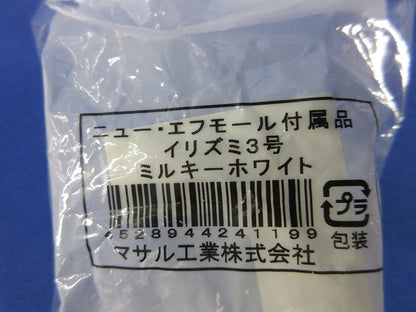 ニュー・エフモール付属品
イリズミ3号
ミルキーホワイト
4528944241199
マサル工業株式会社
プラ
包装